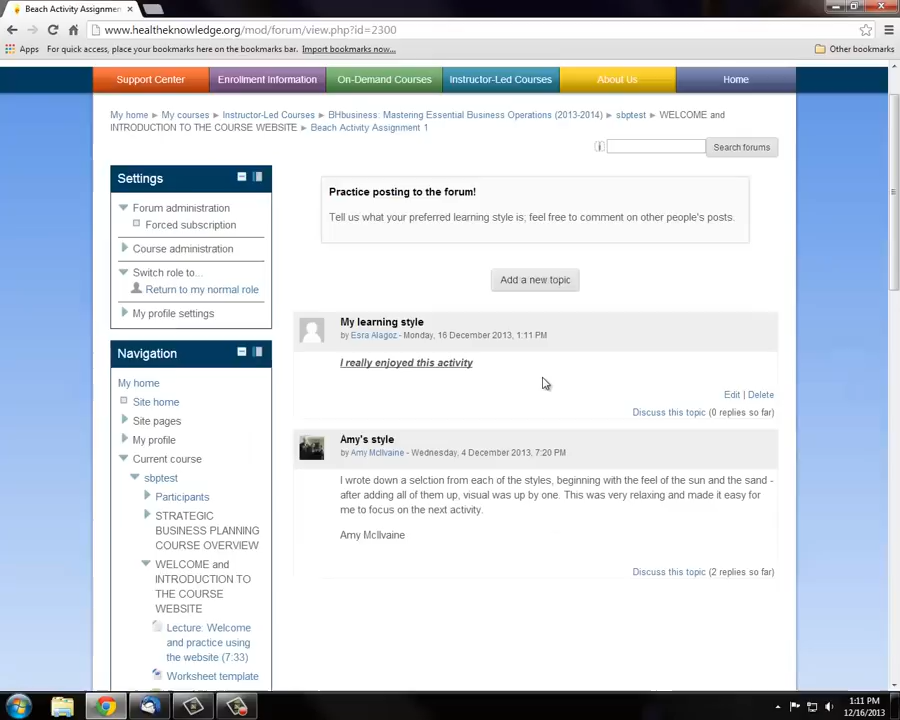 Beach Activity Assignmen
www.healtheknowledge.org/mod/forum/view.php?id=2300
Apps For quick access, place your bookmarks here on the bookmarks bar. Import bookmarks now... Other bookmarks
Support Center Enrollment Information On-Demand Courses Instructor-Led Courses About Us Home
My home ► My courses ► Instructor-Led Courses ► BHbusiness: Mastering Essential Business Operations (2013-2014) ► sbptest ► WELCOME and
INTRODUCTION TO THE COURSE WEBSITE ► Beach Activity Assignment 1
Search forums
Settings
Forum administration
Forced subscription
Course administration
Switch role to...
Return to my normal role
My profile settings
Practice posting to the forum!
Tell us what your preferred learning style is; feel free to comment on other people's posts.
Add a new topic
My learning style
by Esra Alagoz - Monday, 16 December 2013, 1:11 PM
I really enjoyed this activity
Edit | Delete
Discuss this topic (0 replies so far)
Amy's style
by Amy McIlvaine - Wednesday, 4 December 2013, 7:20 PM
I wrote down a selction from each of the styles, beginning with the feel of the sun and the sand -
after adding all of them up, visual was up by one. This was very relaxing and made it easy for
me to focus on the next activity.
Amy McIlvaine
Discuss this topic (2 replies so far)
Navigation
My home
Site home
Site pages
My profile
Current course
sbptest
Participants
STRATEGIC
BUSINESS PLANNING
COURSE OVERVIEW
WELCOME and
INTRODUCTION TO
THE COURSE
WEBSITE
Lecture: Welcome
and practice using
the website (7:33)
Worksheet template
1:11 PM
12/16/2013